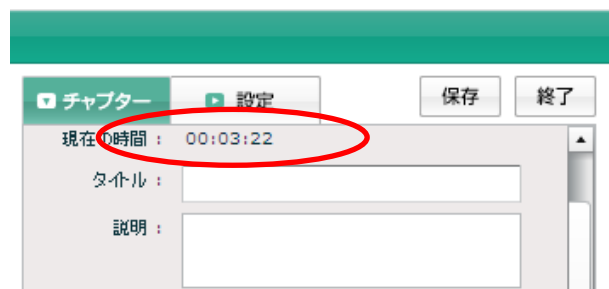 チャプター 設定 保存 終了
現在の時間： 00:03:22
タイトル：
説明：